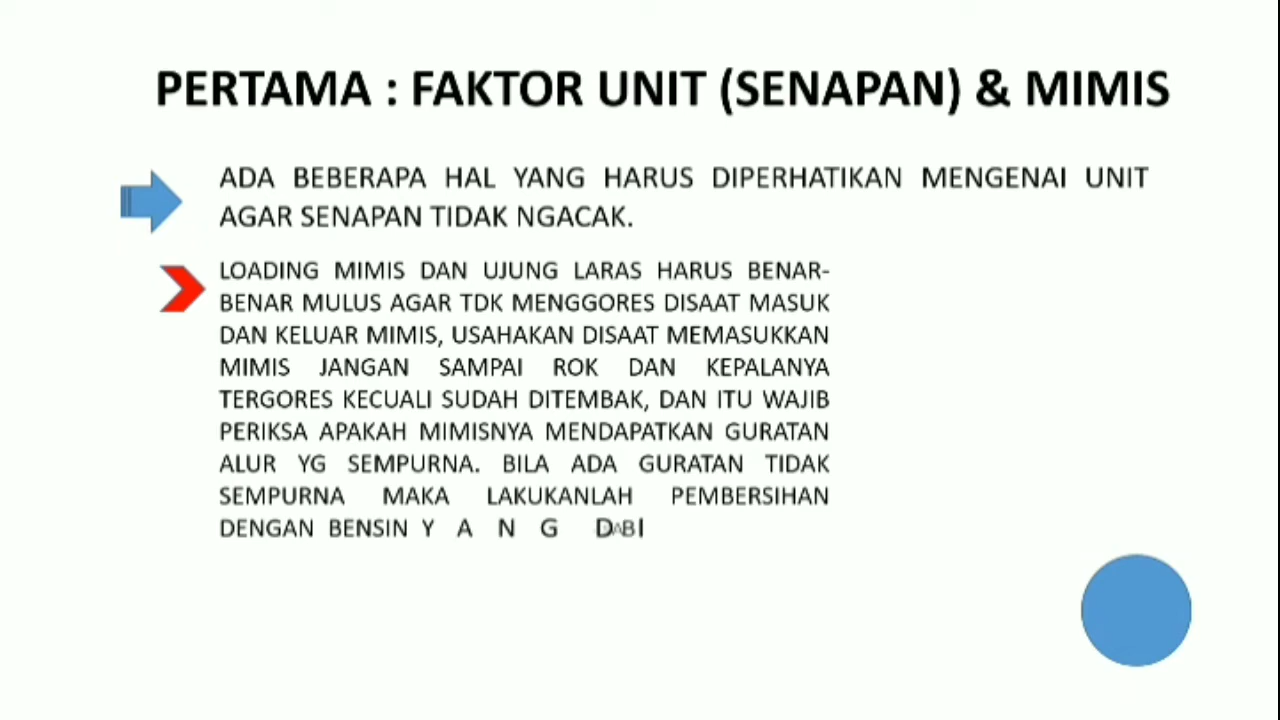 PERTAMA : FAKTOR UNIT (SENAPAN) & MIMIS
ADA BEBERAPA HAL YANG HARUS DIPERHATIKAN MENGENAI UNIT
AGAR SENAPAN TIDAK NGACAK.
LOADING MIMIS DAN UJUNG LARAS HARUS BENAR-
BENAR MULUS AGAR TDK MENGGORES DISAAT MASUK
DAN KELUAR MIMIS, USAHAKAN DISAAT MEMASUKKAN
MIMIS JANGAN SAMPAI ROK DAN KEPALANYA
TERGORES KECUALI SUDAH DITEMBAK, DAN ITU WAJIB
PERIKSA APAKAH MIMISNYA MENDAPATKAN GURATAN
ALUR YG SEMPURNA. BILA ADA GURATAN TIDAK
SEMPURNA MAKA LAKUKANLAH PEMBERSIHAN
DENGAN BENSIN Y A N G